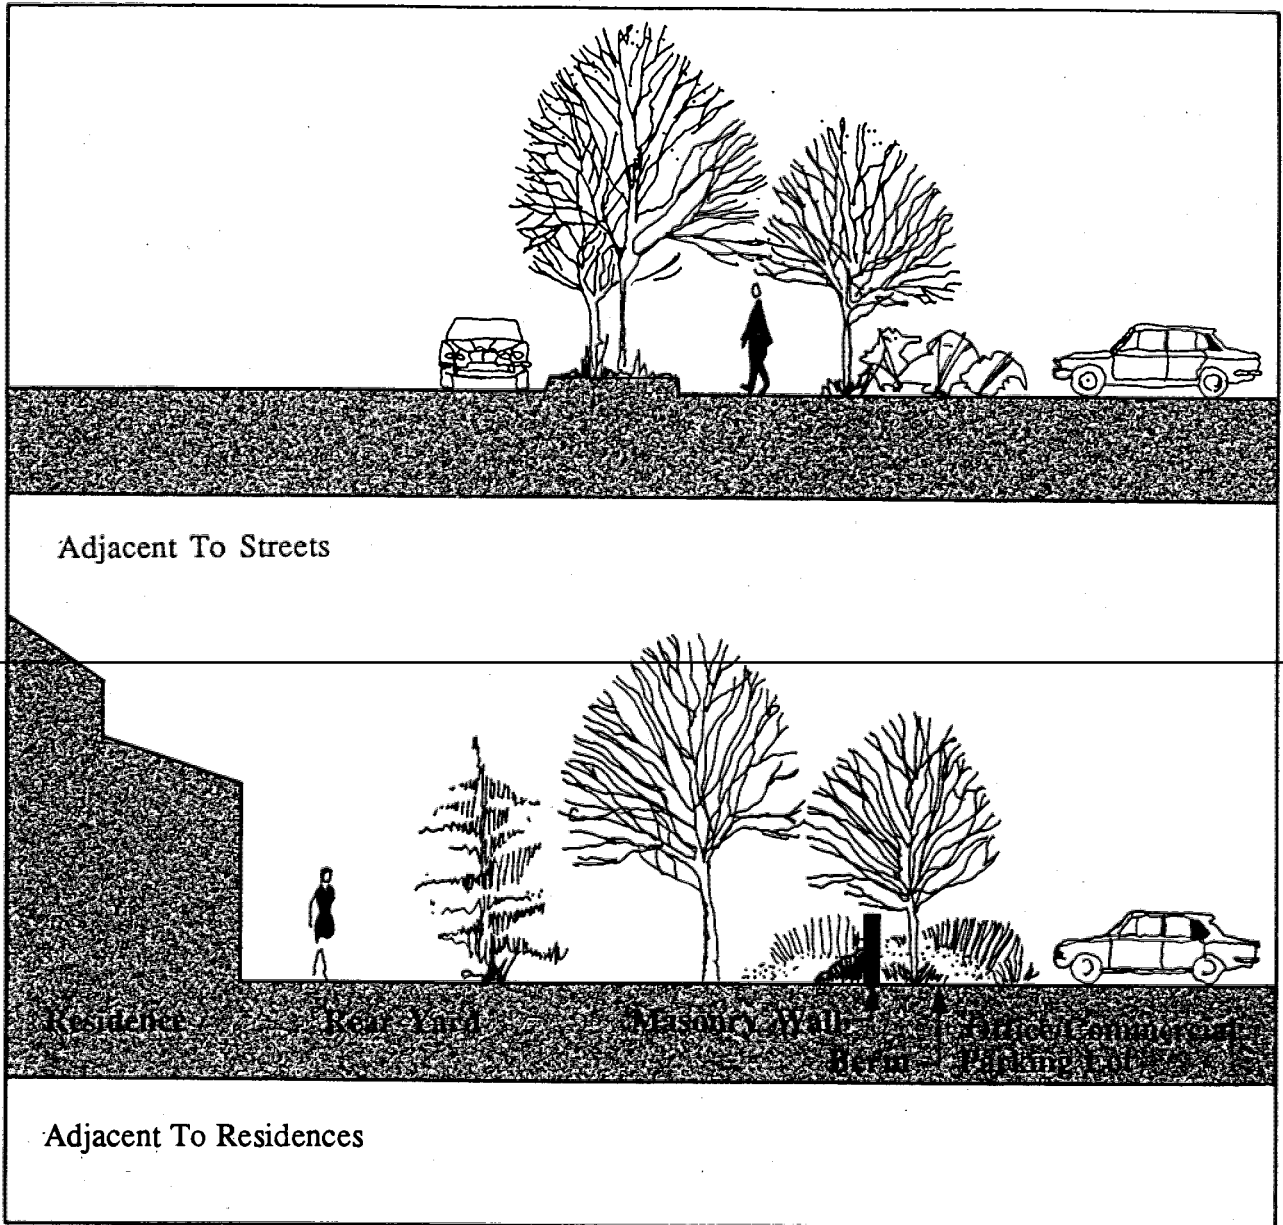 Adjacent To Streets
Residence
Rear Yard
Masonry Wall
Berm
Office/Commercial
Parking Lot
Adjacent To Residences